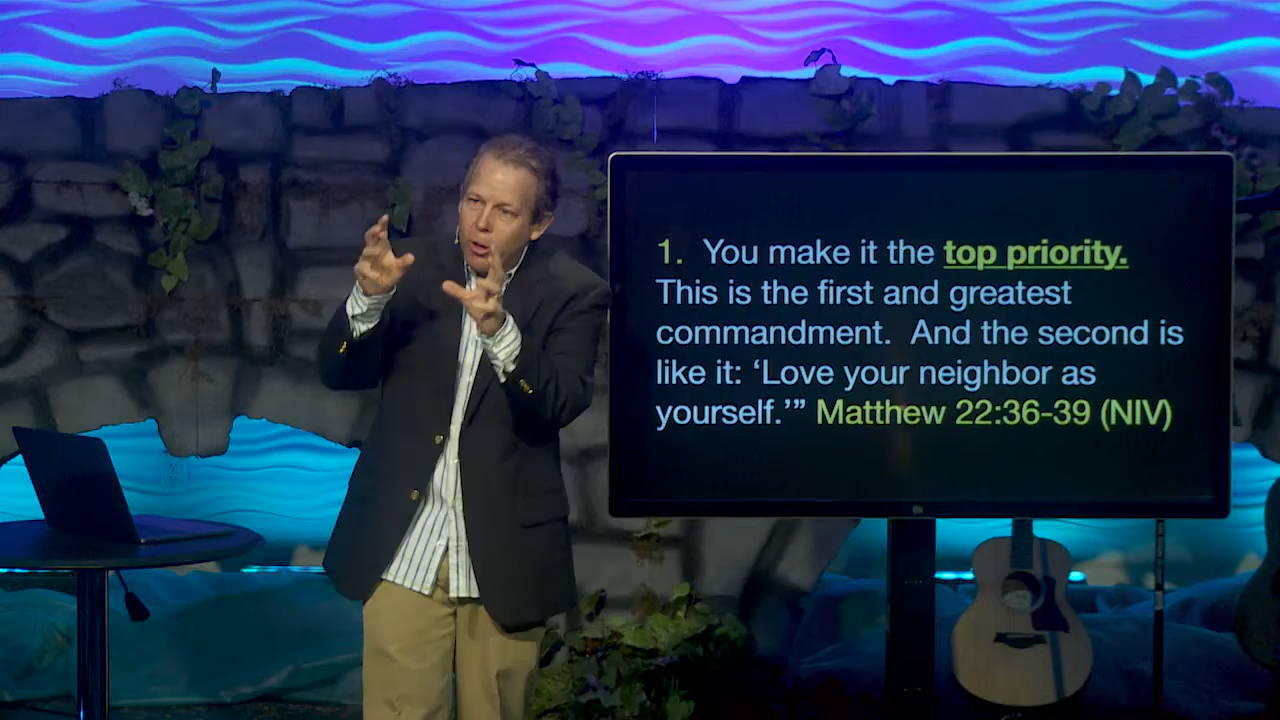 1.  You make it the top priority.
This is the first and greatest
commandment.  And the second is
like it: ‘Love your neighbor as
yourself.’” Matthew 22:36-39 (NIV)